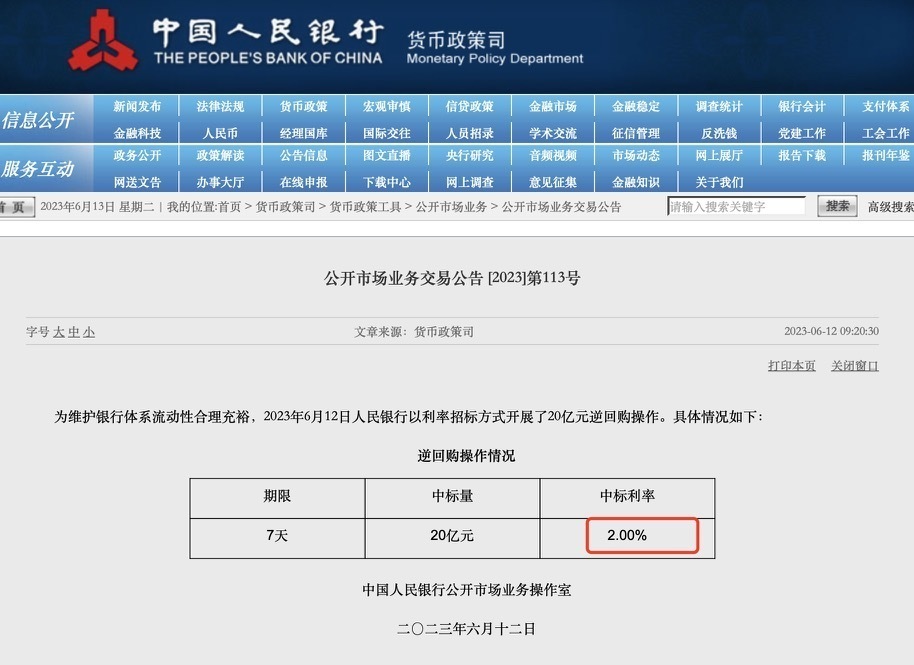 中国人民银行 货币政策司
THE PEOPLE'S BANK OF CHINA Monetary Policy Department
信息公开
新闻发布 法律法规 货币政策 宏观审慎 信贷政策 金融市场 金融稳定 调查统计 银行会计 支付体系
金融科技 人民币 经理国库 国际交往 人员招录 学术交流 征信管理 反洗钱 党建工作 工会工作
服务互动
政务公开 政策解读 公告信息 图文直播 央行研究 音频视频 市场动态 网上展厅 报告下载 报刊年鉴
网送文告 办事大厅 在线申报 下载中心 网上调查 意见征集 金融知识 关于我们
首 页 2023年6月13日 星期二 | 我的位置:首页 > 货币政策司 > 货币政策工具 > 公开市场业务 > 公开市场业务交易公告 请输入搜索关键字 搜索 高级搜索
公开市场业务交易公告 [2023]第113号
字号 大 中 小 文章来源：货币政策司 2023-06-12 09:20:30
打印本页 关闭窗口
为维护银行体系流动性合理充裕，2023年6月12日人民银行以利率招标方式开展了20亿元逆回购操作。具体情况如下：
逆回购操作情况
期限 中标量 中标利率
7天 20亿元 2.00%
中国人民银行公开市场业务操作室
二〇二三年六月十二日